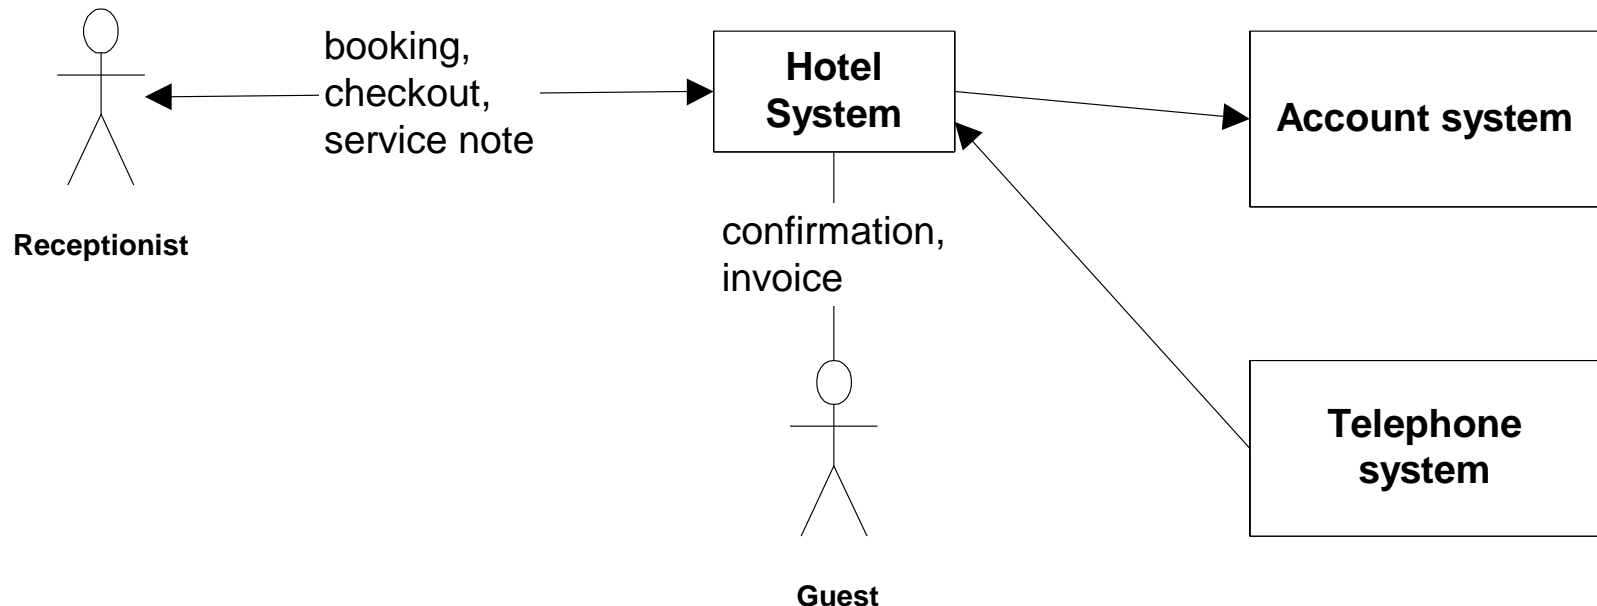 booking,
checkout,
service note
Hotel
System
Account system
Receptionist
confirmation,
invoice
Telephone
system
Guest